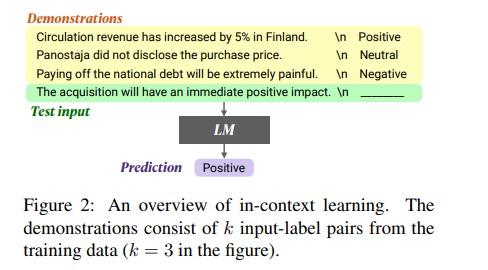 Demonstrations
Circulation revenue has increased by 5% in Finland. \n Positive
Panostaja did not disclose the purchase price. \n Neutral
Paying off the national debt will be extremely painful. \n Negative
The acquisition will have an immediate positive impact. \n ________
Test input
LM
Prediction Positive
Figure 2: An overview of in-context learning. The
demonstrations consist of k input-label pairs from the
training data (k = 3 in the figure).